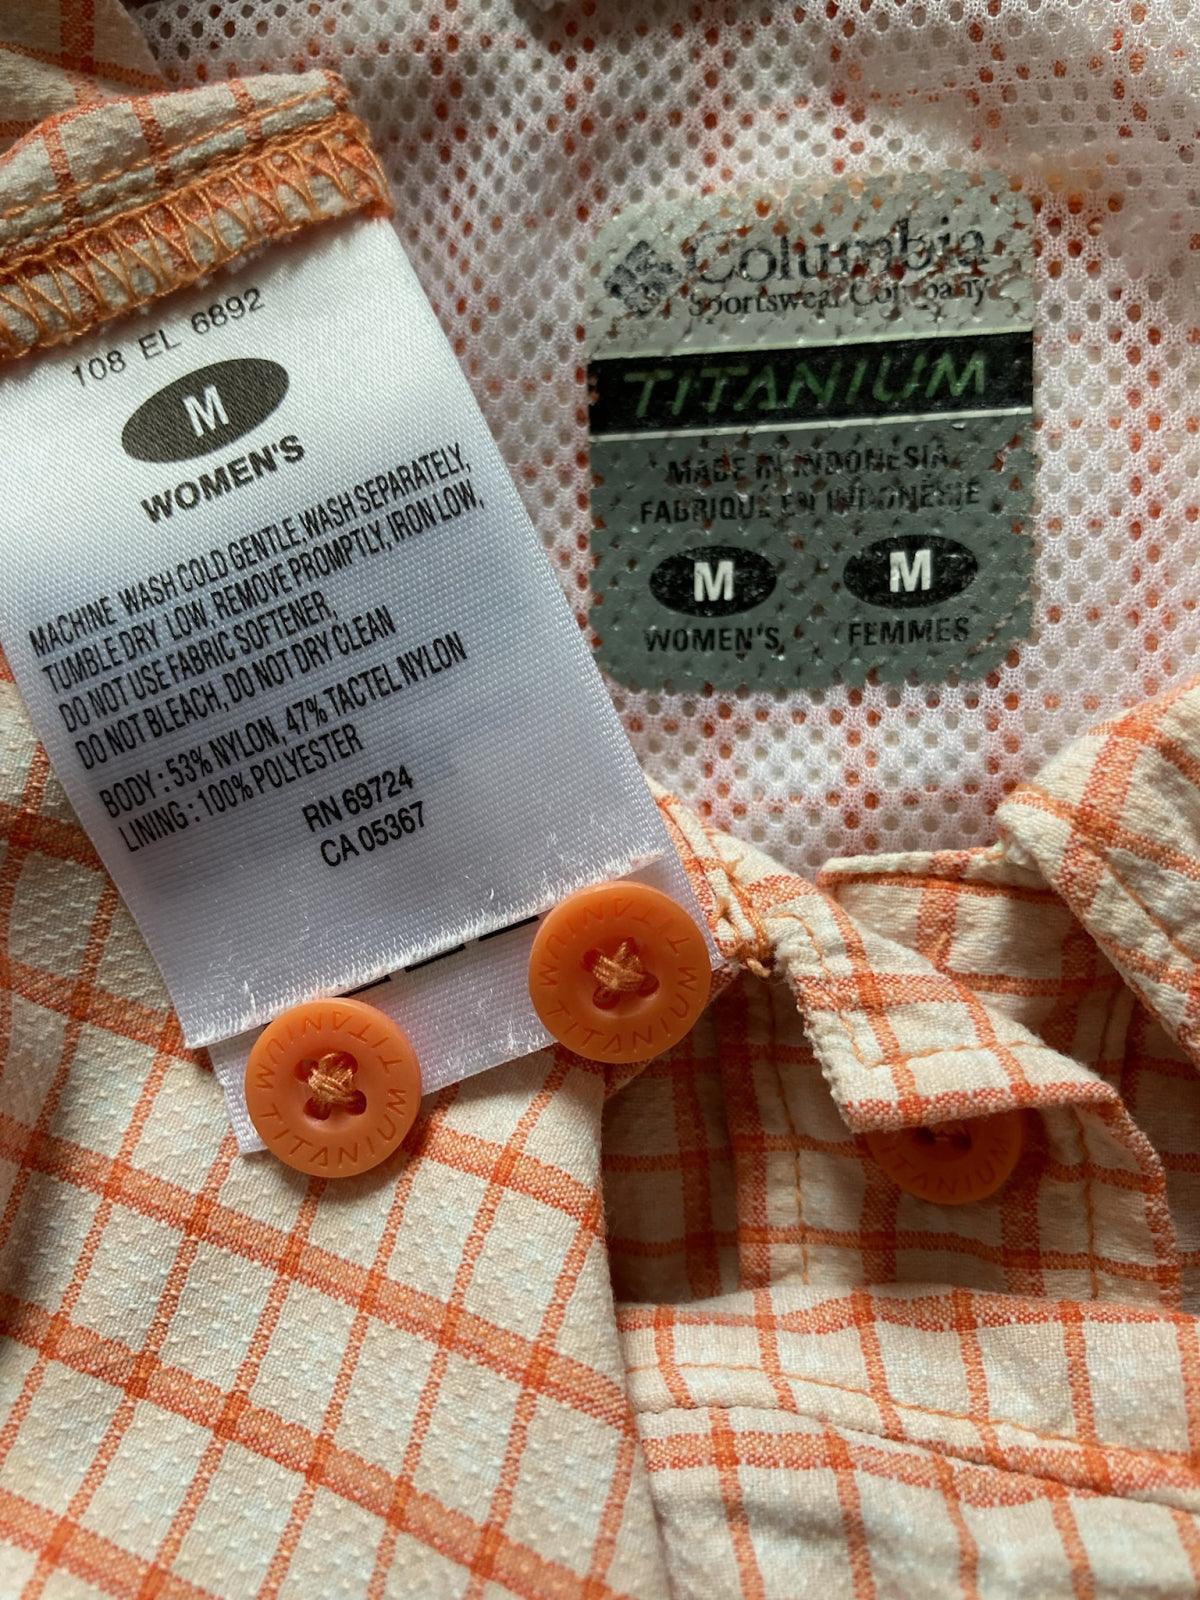 108 EL 6892
M
WOMEN'S
MACHINE WASH COLD GENTLE, WASH SEPARATELY,
TUMBLE DRY LOW, REMOVE PROMPTLY, IRON LOW,
DO NOT USE FABRIC SOFTENER,
DO NOT BLEACH, DO NOT DRY CLEAN
BODY : 53% NYLON, 47% TACTEL NYLON
LINING : 100% POLYESTER
RN 69724
CA 05367
Columbia
Sportswear Company
TITANIUM
MADE IN INDONESIA
FABRIQUÉ EN INDONÉSIE
M M
WOMEN'S FEMMES
TITANIUM TITANIUM
TITANIUM TITANIUM
TITANIUM